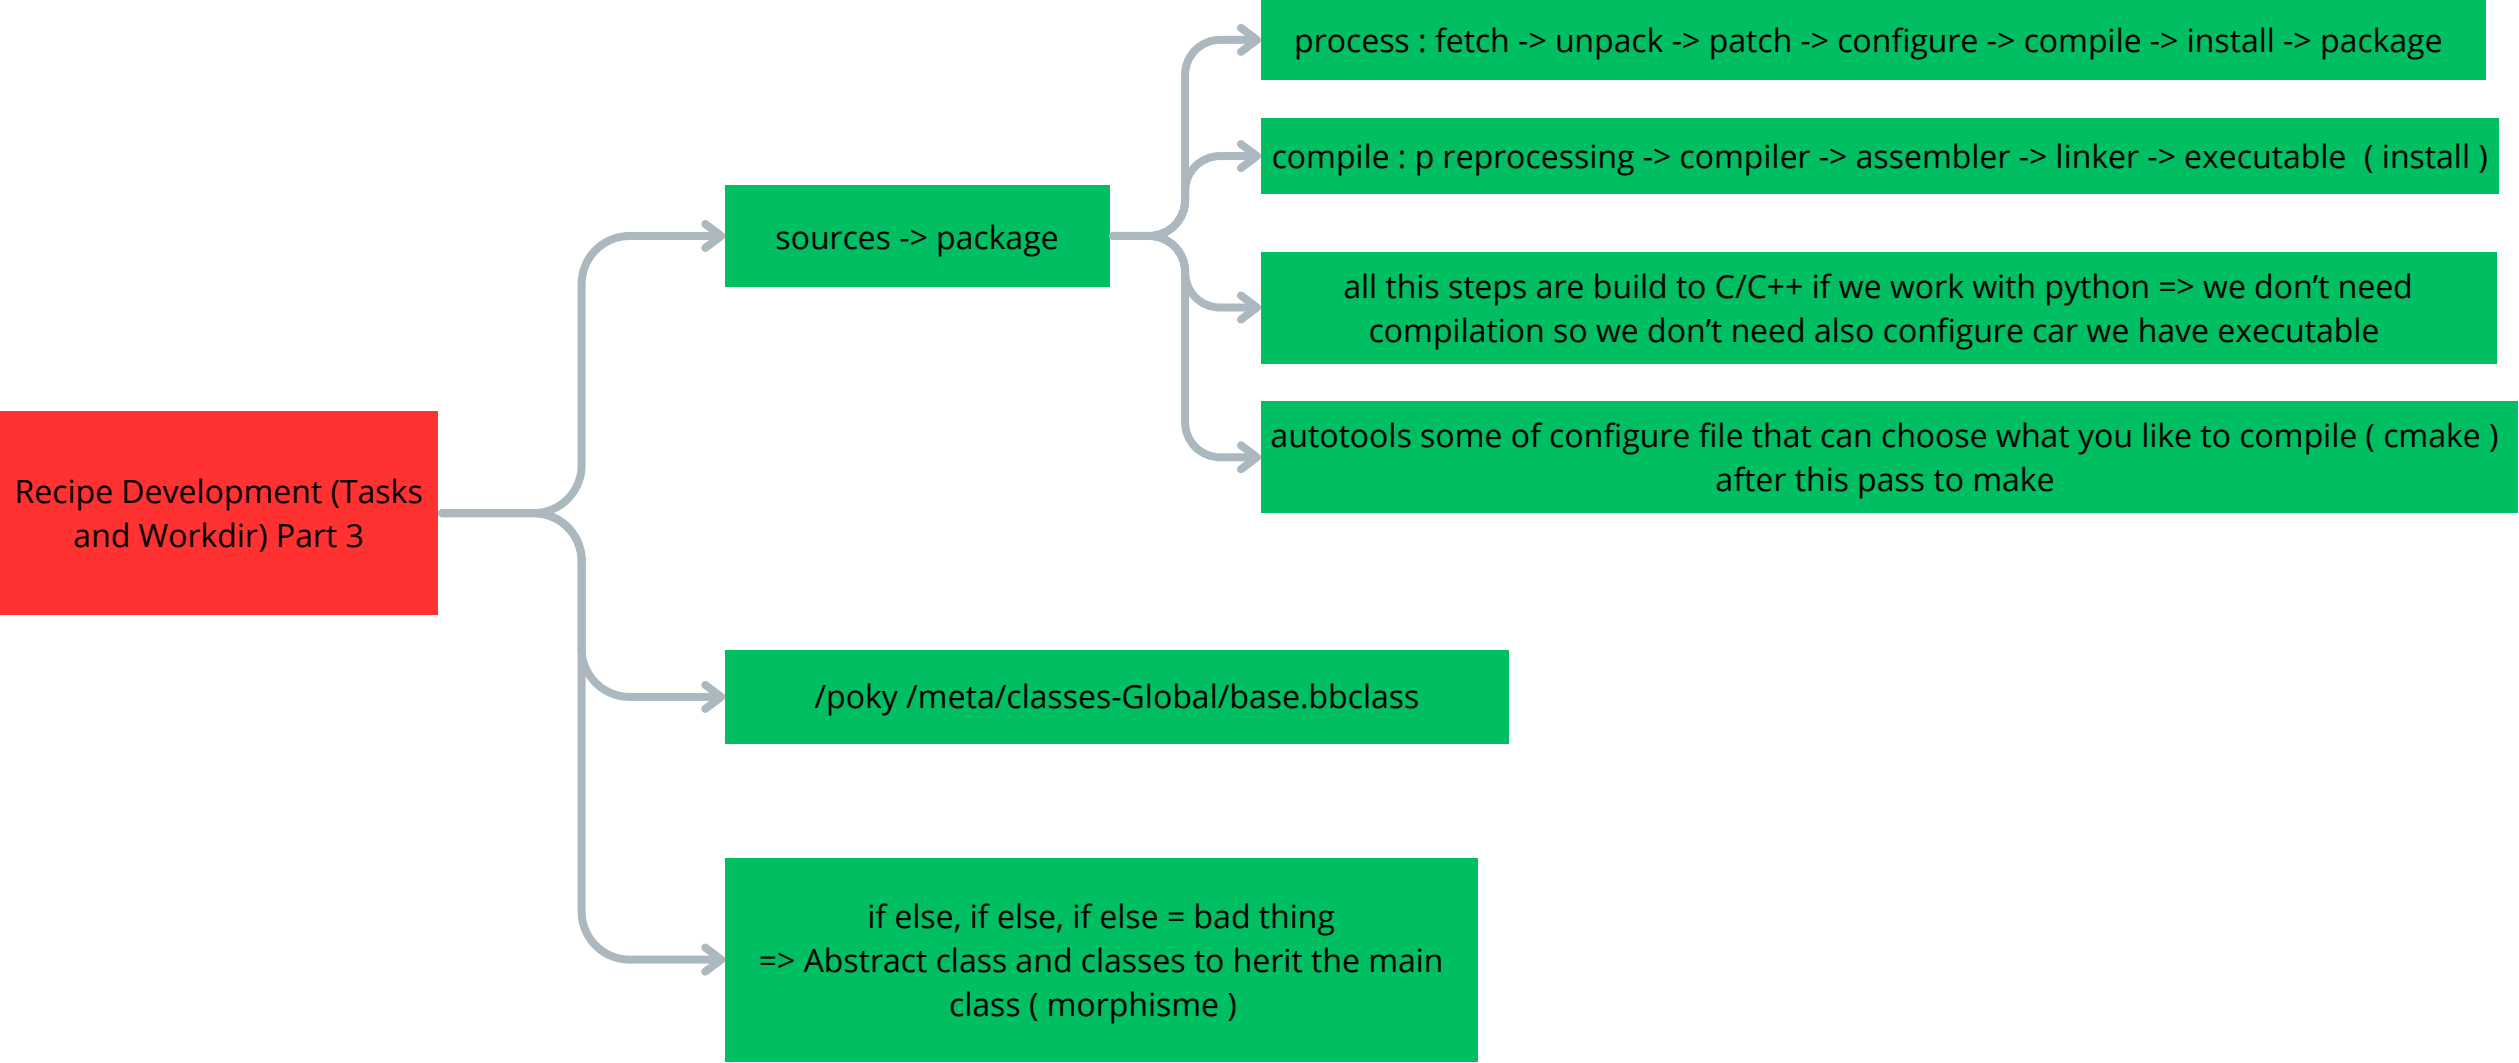 Recipe Development (Tasks
and Workdir) Part 3
sources -> package
process : fetch -> unpack -> patch -> configure -> compile -> install -> package
compile : p reprocessing -> compiler -> assembler -> linker -> executable  ( install )
all this steps are build to C/C++ if we work with python => we don’t need
compilation so we don’t need also configure car we have executable
autotools some of configure file that can choose what you like to compile ( cmake )
after this pass to make
/poky /meta/classes-Global/base.bbclass
if else, if else, if else = bad thing
=> Abstract class and classes to herit the main
class ( morphisme )